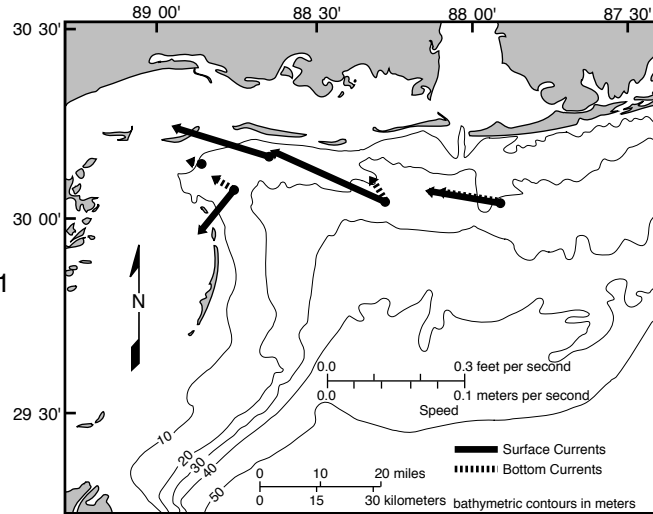 89 00' 88 30' 88 00' 87 30'
30 30'
30 00'
1
N
29 30'
0.0 0.3 feet per second
0.0 0.1 meters per second
Speed
10
20
30
40
50
Surface Currents
Bottom Currents
0 10 20 miles
0 15 30 kilometers
bathymetric contours in meters